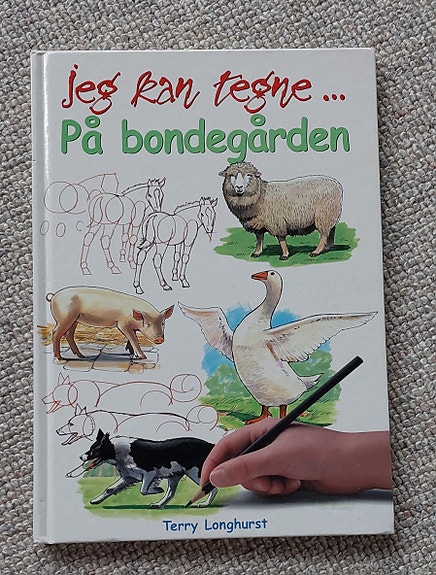 jeg kan tegne ...
På bondegården
Terry Longhurst